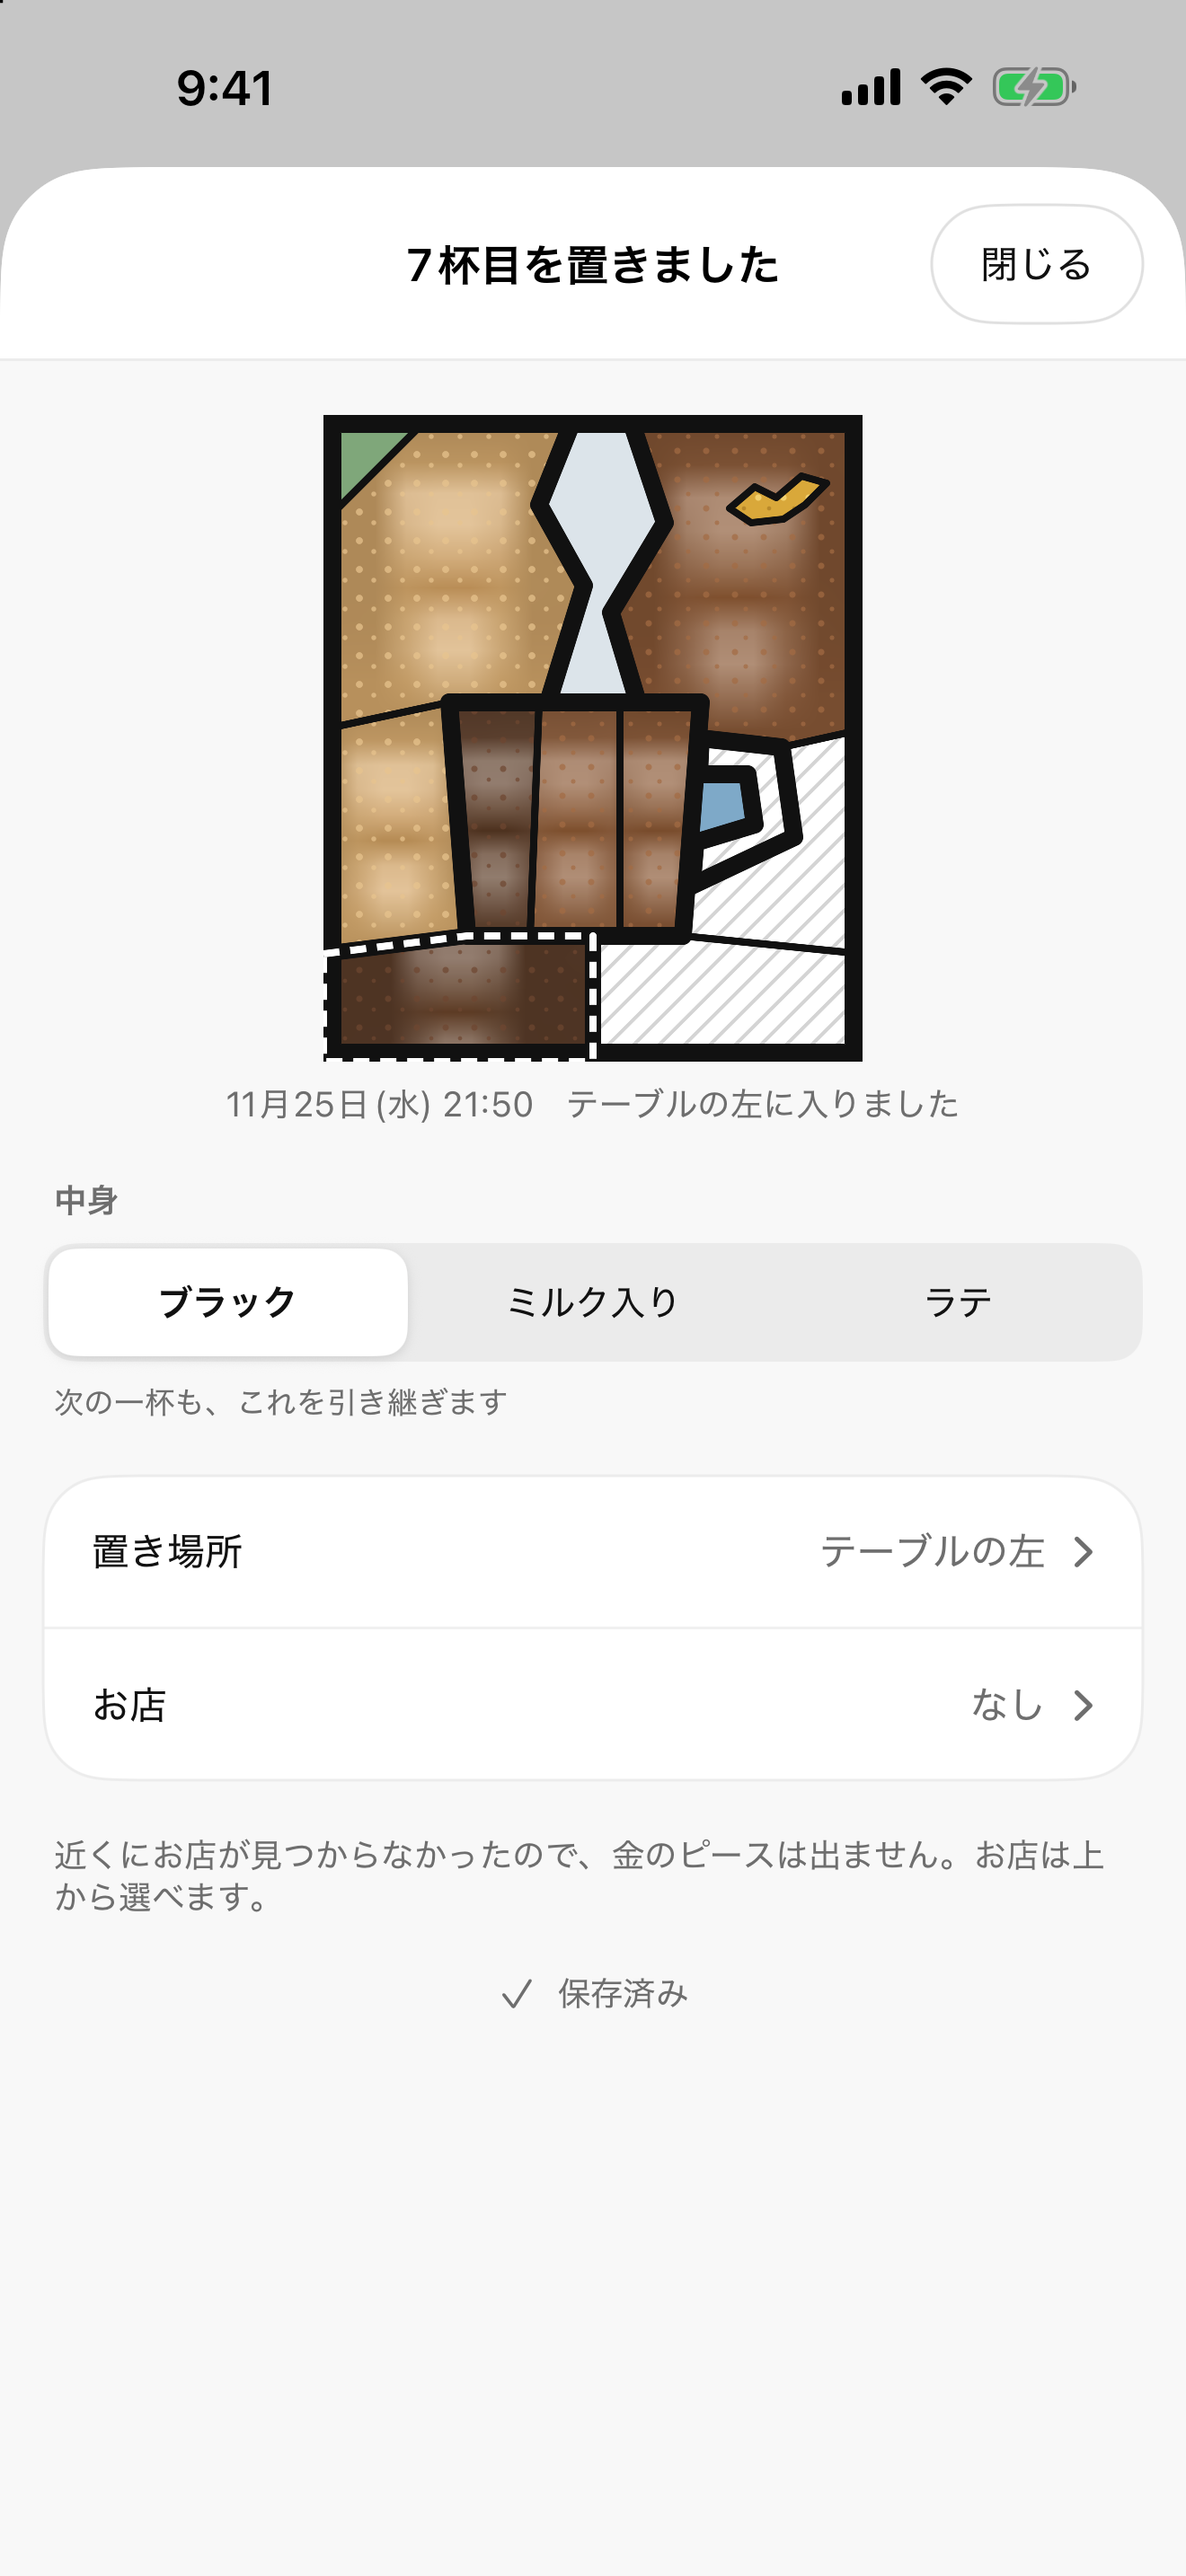 9:41
7杯目を置きました
閉じる
11月25日(水) 21:50　テーブルの左に入りました
中身
ブラック
ミルク入り
ラテ
次の一杯も、これを引き継ぎます
置き場所
テーブルの左
お店
なし
近くにお店が見つからなかったので、金のピースは出ません。お店は上
から選べます。
保存済み